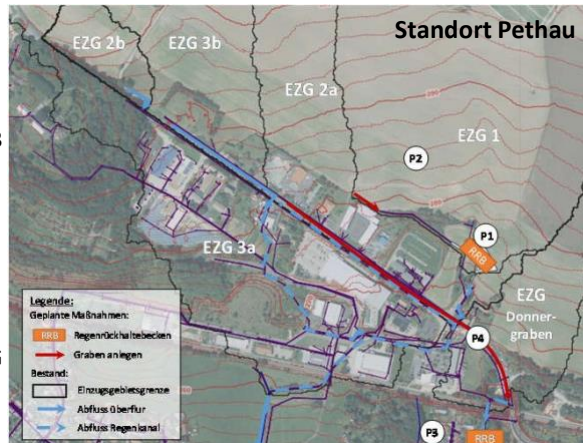 Standort Pethau
EZG 2b
EZG 3b
EZG 2a
EZG 1
P2
P1
RRB
EZG 3a
EZG
Donner-
graben
P4
Legende:
Geplante Maßnahmen:
RRB Regenrückhaltebecken
Graben anlegen
Bestand:
Einzugsgebietsgrenze
Abfluss überflur
Abfluss Regenkanal
P3
RRB